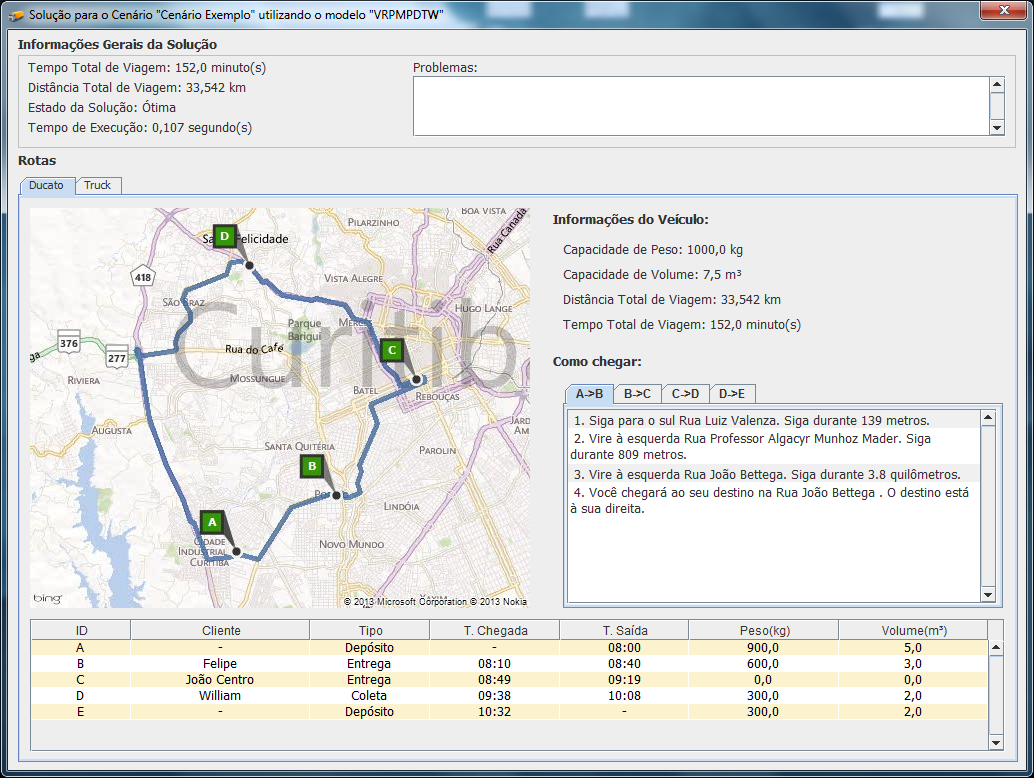 Solução para o Cenário "Cenário Exemplo" utilizando o modelo "VRPMPDTW"
Informações Gerais da Solução
Tempo Total de Viagem: 152,0 minuto(s)
Distância Total de Viagem: 33,542 km
Estado da Solução: Ótima
Tempo de Execução: 0,107 segundo(s)
Problemas:
Rotas
Ducato Truck
BOA VISTA
PILARZINHO
Rua Canadá
D
Felicidade
418
VISTA ALEGRE
SÃO BRAZ
HUGO LANGE
Parque
Barigui
376
277
Rua do Café
C
Curitib
RIVIERA
MOSSUNGUE
BATEL
REBOUÇAS
AUGUSTA
SANTA QUITÉRIA
PAROLIN
B
LINDÓIA
A
CIDADE
INDUSTRIAL
CURITIBA
NOVO MUNDO
bing
© 2013 Microsoft Corporation © 2013 Nokia
Informações do Veículo:
Capacidade de Peso: 1000,0 kg
Capacidade de Volume: 7,5 m³
Distância Total de Viagem: 33,542 km
Tempo Total de Viagem: 152,0 minuto(s)
Como chegar:
A->B B->C C->D D->E
1. Siga para o sul Rua Luiz Valenza. Siga durante 139 metros.
2. Vire à esquerda Rua Professor Algacyr Munhoz Mader. Siga
durante 809 metros.
3. Vire à esquerda Rua João Bettega. Siga durante 3.8 quilômetros.
4. Você chegará ao seu destino na Rua João Bettega . O destino está
à sua direita.
ID Cliente Tipo T. Chegada T. Saída Peso(kg) Volume(m³)
A - Depósito - 08:00 900,0 5,0
B Felipe Entrega 08:10 08:40 600,0 3,0
C João Centro Entrega 08:49 09:19 0,0 0,0
D William Coleta 09:38 10:08 300,0 2,0
E - Depósito 10:32 - 300,0 2,0